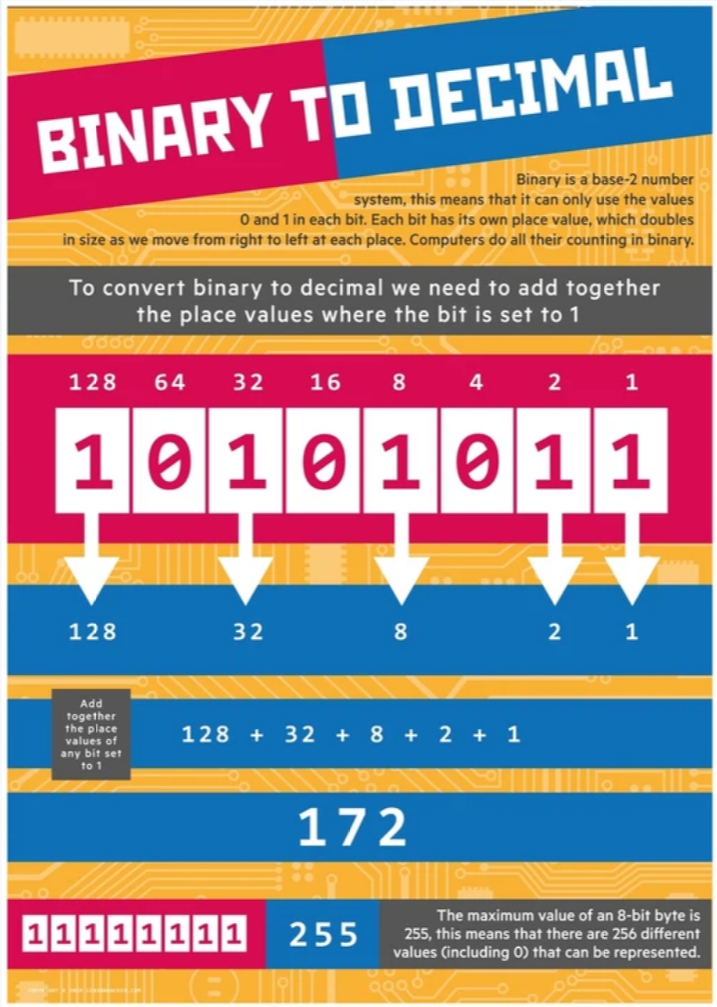 BINARY TO DECIMAL
Binary is a base-2 number
system, this means that it can only use the values
0 and 1 in each bit. Each bit has its own place value, which doubles
in size as we move from right to left at each place. Computers do all their counting in binary.
To convert binary to decimal we need to add together
the place values where the bit is set to 1
128 64 32 16 8 4 2 1
1 0 1 0 1 0 1 1
128 32 8 2 1
Add
together
the place
values of
any bit set
to 1
128 + 32 + 8 + 2 + 1
172
11111111
255
The maximum value of an 8-bit byte is
255, this means that there are 256 different
values (including 0) that can be represented.